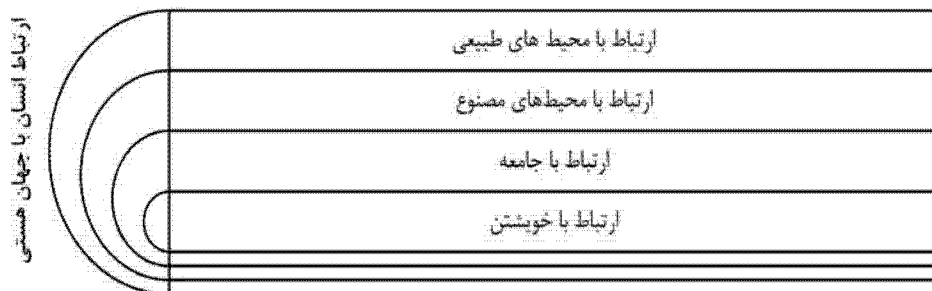 ارتباط انسان با جهان هستی
ارتباط با محیط های طبیعی
ارتباط با محیط‌های مصنوع
ارتباط با جامعه
ارتباط با خویشتن